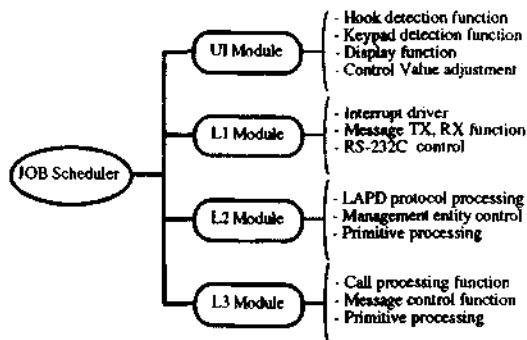 JOB Scheduler
UI Module
- Hook detection function
- Keypad detection function
- Display function
- Control Value adjustment
L1 Module
- Interrupt driver
- Message TX, RX function
- RS-232C control
L2 Module
- LAPD protocol processing
- Management entity control
- Primitive processing
L3 Module
- Call processing function
- Message control function
- Primitive processing